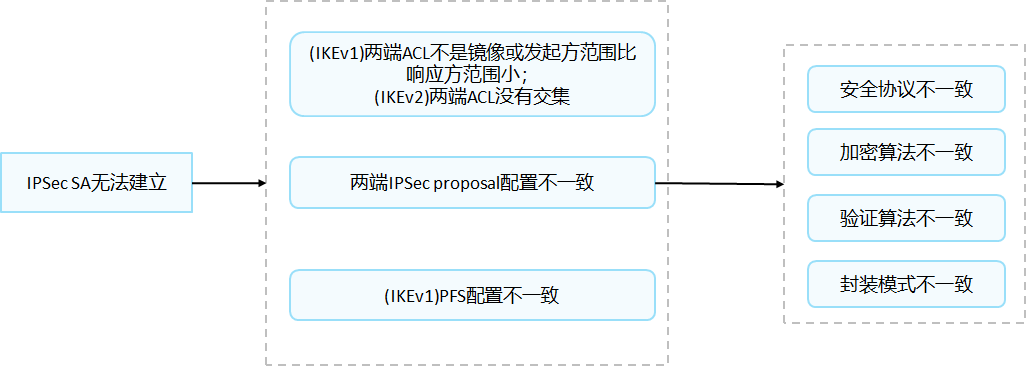 IPSec SA无法建立
(IKEv1)两端ACL不是镜像或发起方范围比
响应方范围小；
(IKEv2)两端ACL没有交集
两端IPSec proposal配置不一致
(IKEv1)PFS配置不一致
安全协议不一致
加密算法不一致
验证算法不一致
封装模式不一致